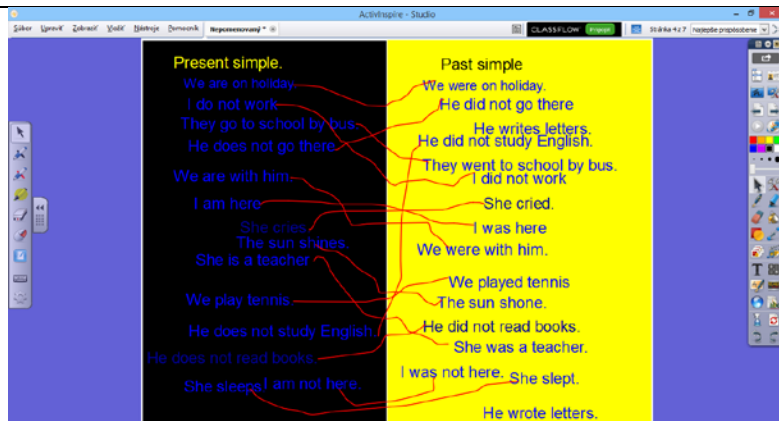 ActivInspire - Studio
Súbor Upraviť Zobraziť Vložiť Nástroje Pomocník Nepomenovaný * CLASSFLOW Stránka 4 z 7 Najlepšie prispôsobenie
Present simple.
We are on holiday.
I do not work
They go to school by bus.
He does not go there
We are with him
I am here
She cries
The sun shines.
She is a teacher
We play tennis
He does not study English.
He does not read books.
She sleeps I am not here.
Past simple
We were on holiday.
He did not go there
He writes letters.
He did not study English.
They went to school by bus.
I did not work
She cried.
I was here
We were with him.
We played tennis
The sun shone.
He did not read books.
She was a teacher.
I was not here.
She slept.
He wrote letters.